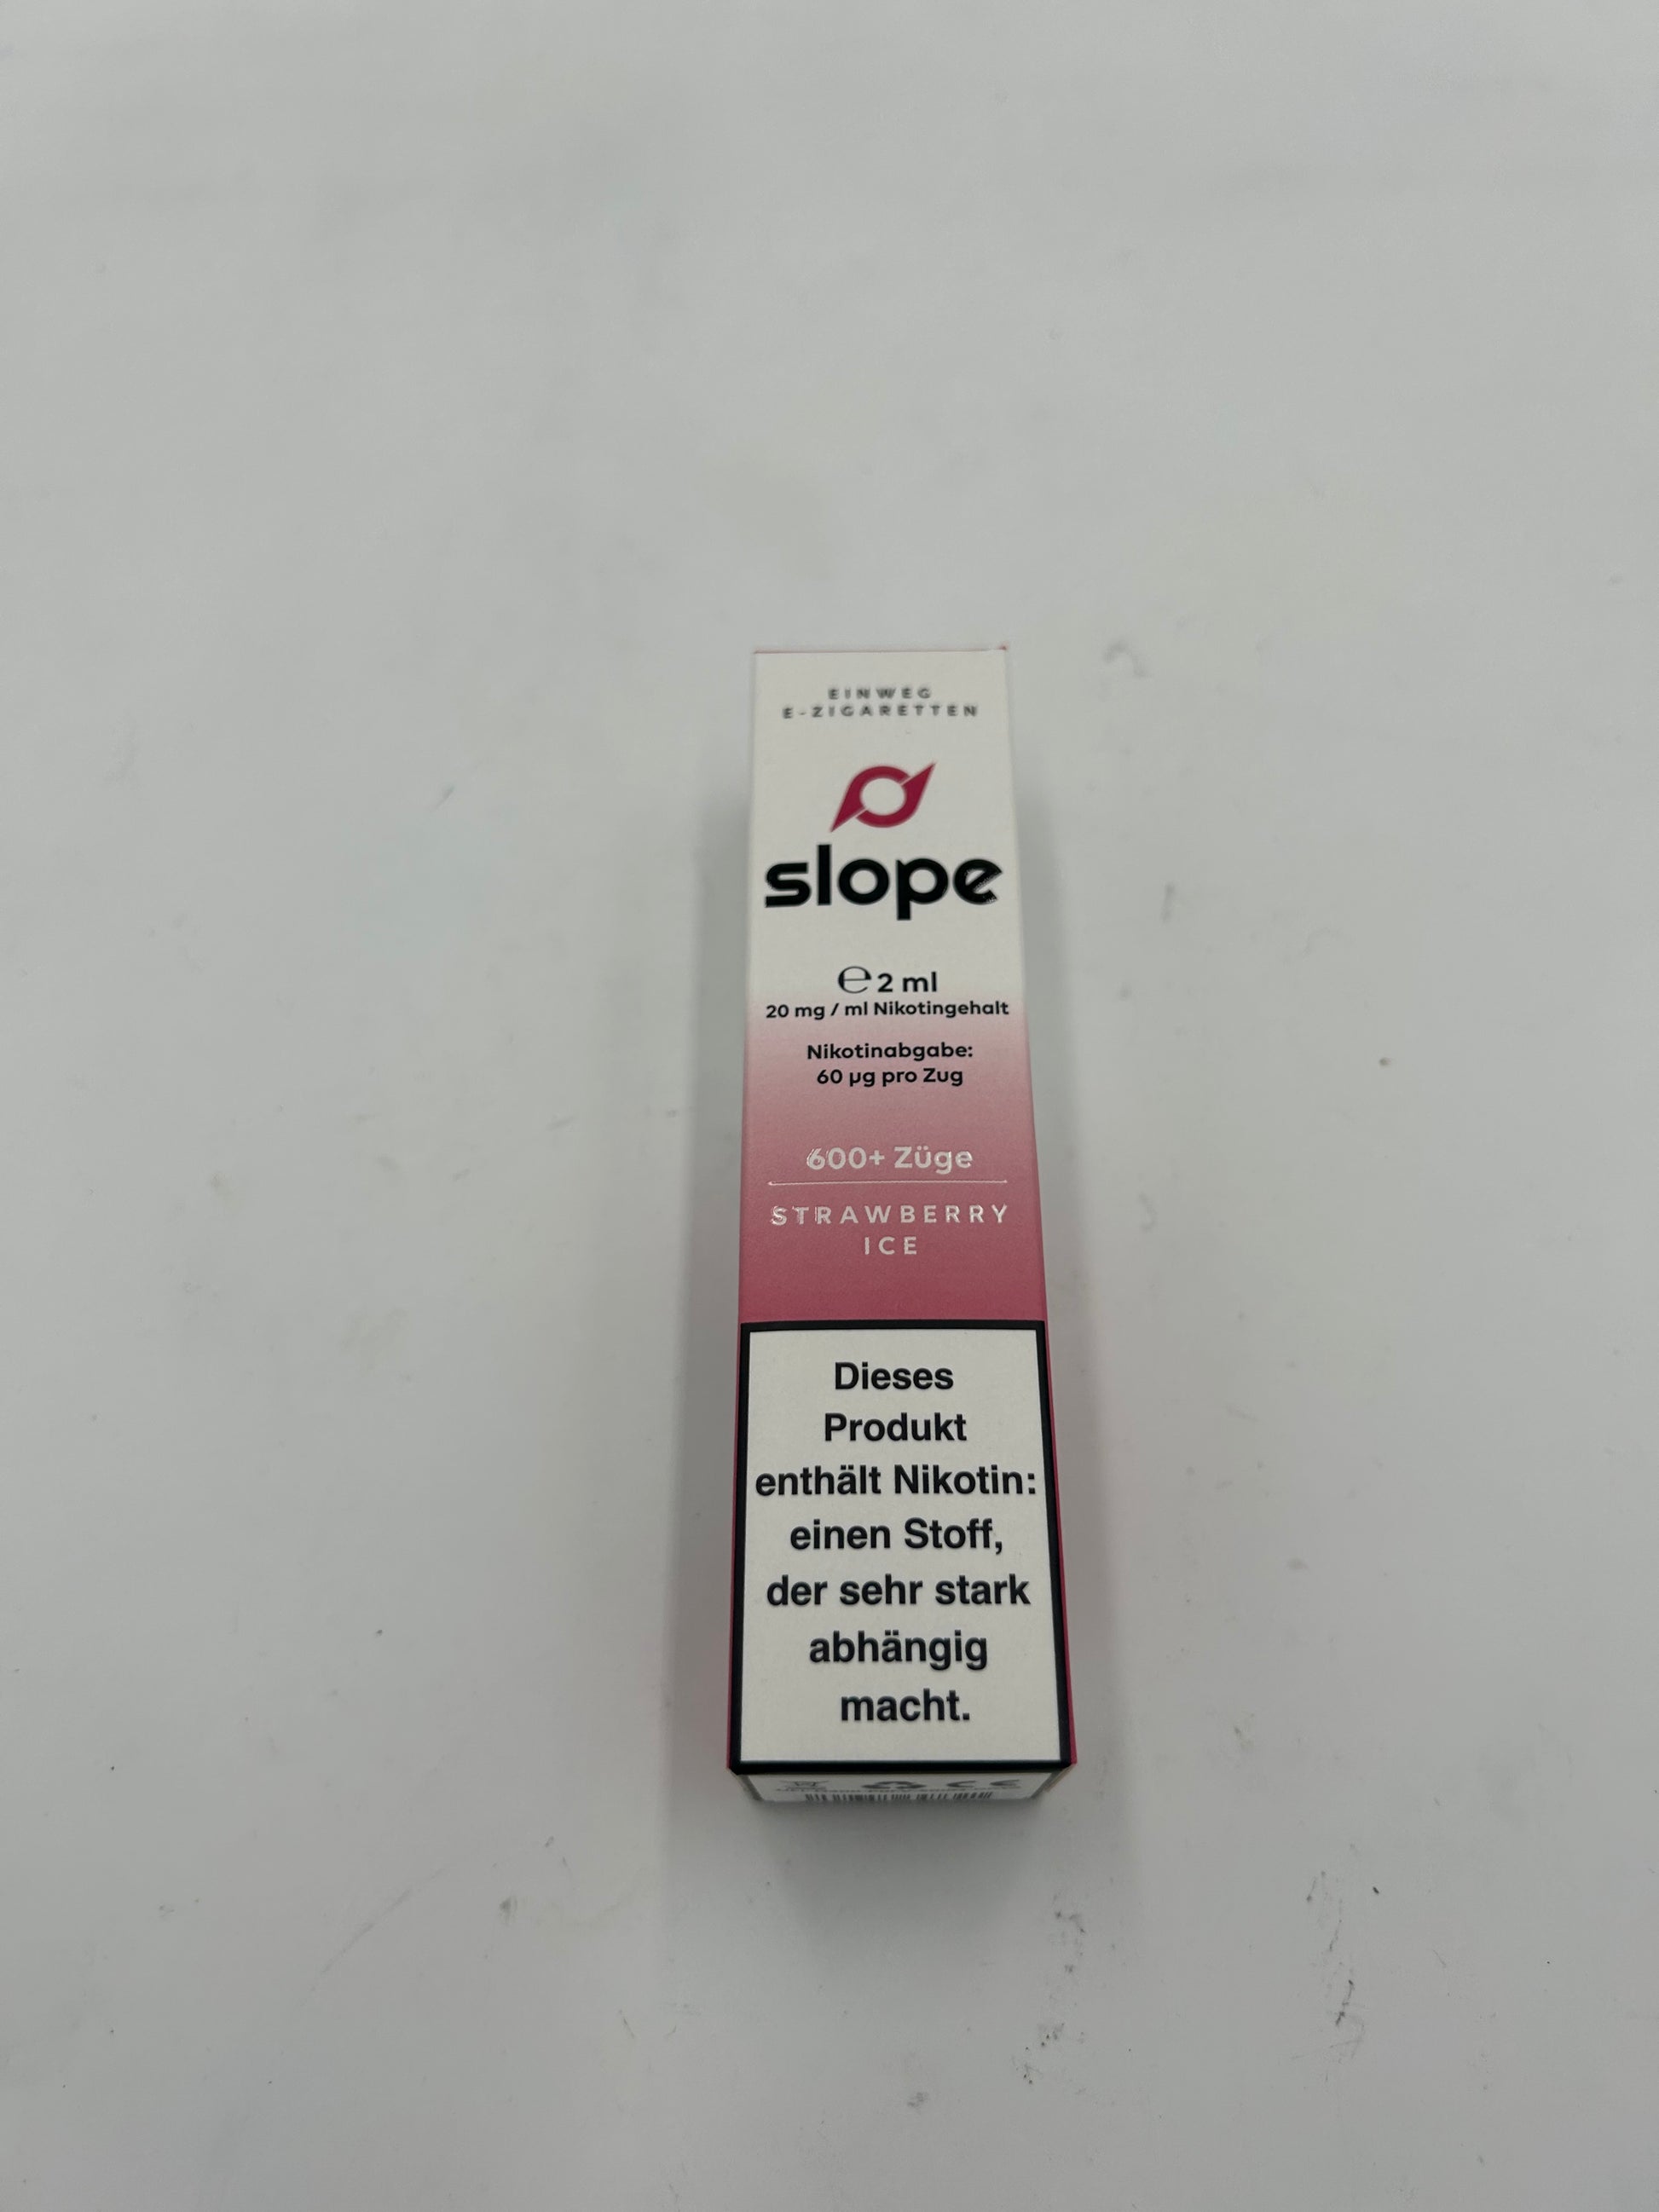 EINWEG
E-ZIGARETTEN
slope
℮ 2 ml
20 mg / ml Nikotingehalt
Nikotinabgabe:
60 µg pro Zug
600+ Züge
STRAWBERRY
ICE
Dieses
Produkt
enthält Nikotin:
einen Stoff,
der sehr stark
abhängig
macht.
CE